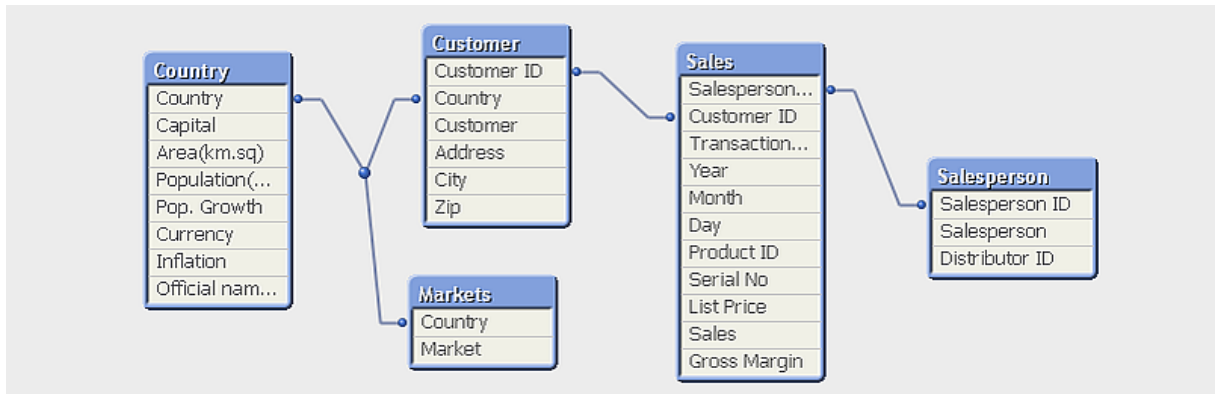 Country
Country
Capital
Area(km.sq)
Population(...
Pop. Growth
Currency
Inflation
Official nam...
Customer
Customer ID
Country
Customer
Address
City
Zip
Markets
Country
Market
Sales
Salesperson...
Customer ID
Transaction...
Year
Month
Day
Product ID
Serial No
List Price
Sales
Gross Margin
Salesperson
Salesperson ID
Salesperson
Distributor ID